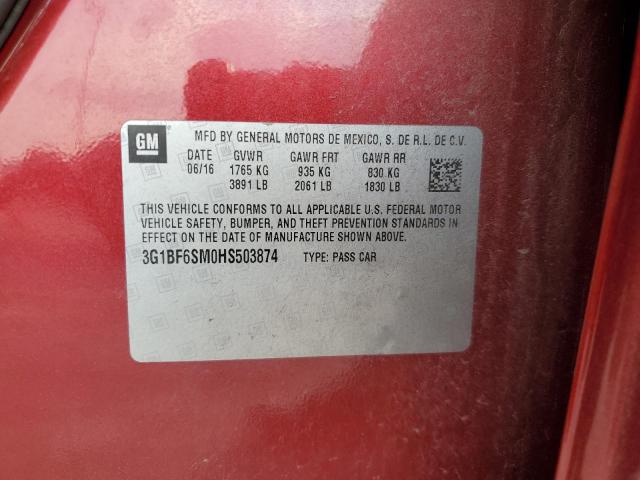 GM MFD BY GENERAL MOTORS DE MEXICO, S. DE R.L. DE C.V.
DATE GVWR GAWR FRT GAWR RR
06/16 1765 KG 935 KG 830 KG
3891 LB 2061 LB 1830 LB
THIS VEHICLE CONFORMS TO ALL APPLICABLE U.S. FEDERAL MOTOR
VEHICLE SAFETY, BUMPER, AND THEFT PREVENTION STANDARDS IN
EFFECT ON THE DATE OF MANUFACTURE SHOWN ABOVE.
3G1BF6SM0HS503874 TYPE: PASS CAR